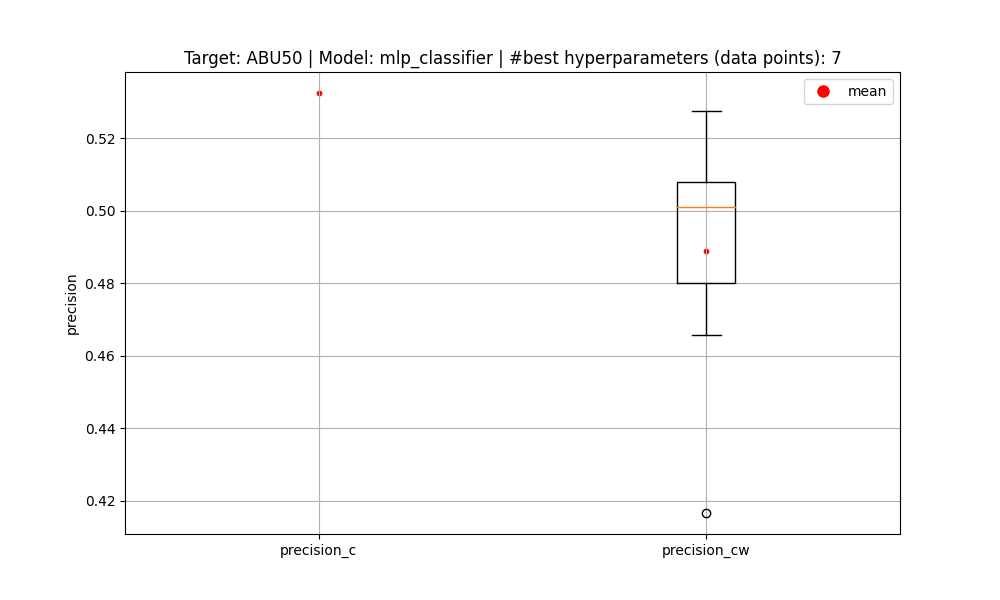 Target: ABU50 | Model: mlp_classifier | #best hyperparameters (data points): 7
mean
0.52
0.50
0.48
0.46
0.44
0.42
precision
precision_c
precision_cw